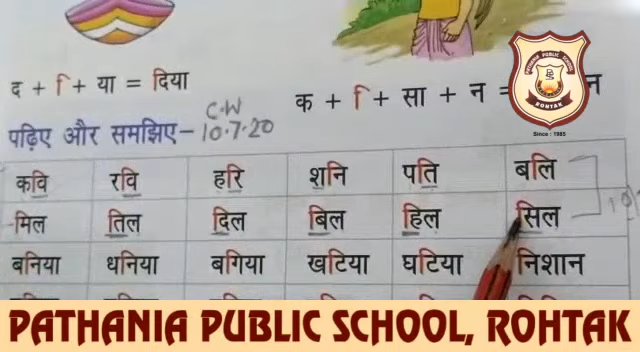 द + ि + या = दिया
क + ि + सा + न =
न
PATHANIA PUBLIC SCHOOL
ROHTAK
Since : 1965
C.W
पढ़िए और समझिए– 10.7.20
कवि रवि हरि शनि पति बलि
मिल तिल दिल बिल हिल सिल
बनिया धनिया बगिया खटिया घटिया निशान
PATHANIA PUBLIC SCHOOL, ROHTAK